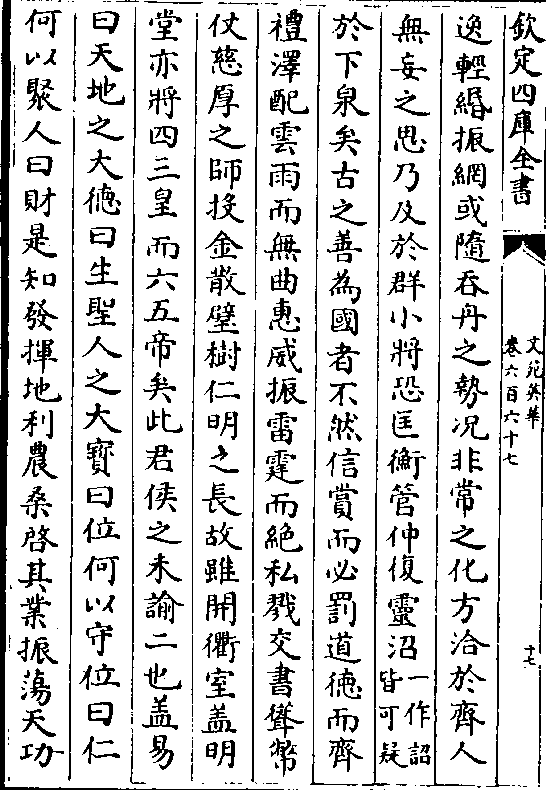 欽定四庫全書
文苑英華
卷六百六十七
十七
逸輕緡振網或隨吞舟之勢况非常之化方洽於齊人
無妄之思乃及於群小將恐匡衡管仲復靈沼一作詔皆可疑
於下泉矣古之善為國者不然信賞而必罰道徳而齊
禮澤配雲雨而無曲惠威振雷霆而絶私戮交書聳幣
仗慈厚之師投金散璧樹仁明之長故雖開衢室盖明
堂亦將四三皇而六五帝矣此君侯之未諭二也盖易
曰天地之大徳曰生聖人之大寳曰位何以守位曰仁
何以聚人曰財是知發揮地利農桑啓其業振蕩天功